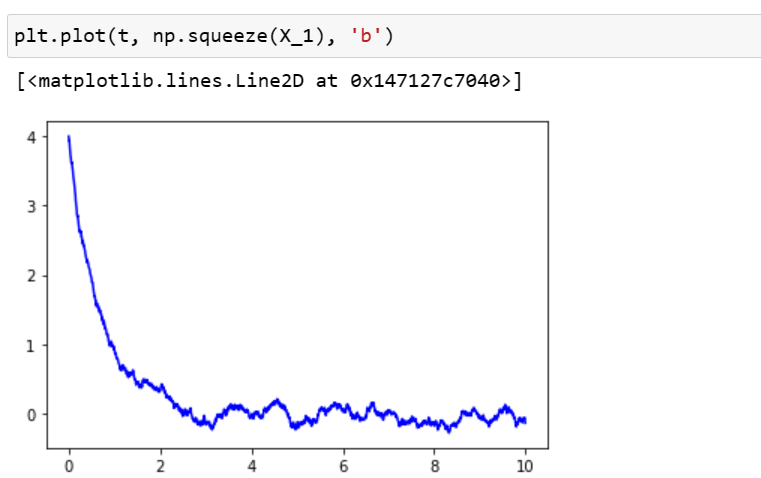 plt.plot(t, np.squeeze(X_1), 'b')
[<matplotlib.lines.Line2D at 0x147127c7040>]
4
3
2
1
0
0 2 4 6 8 10